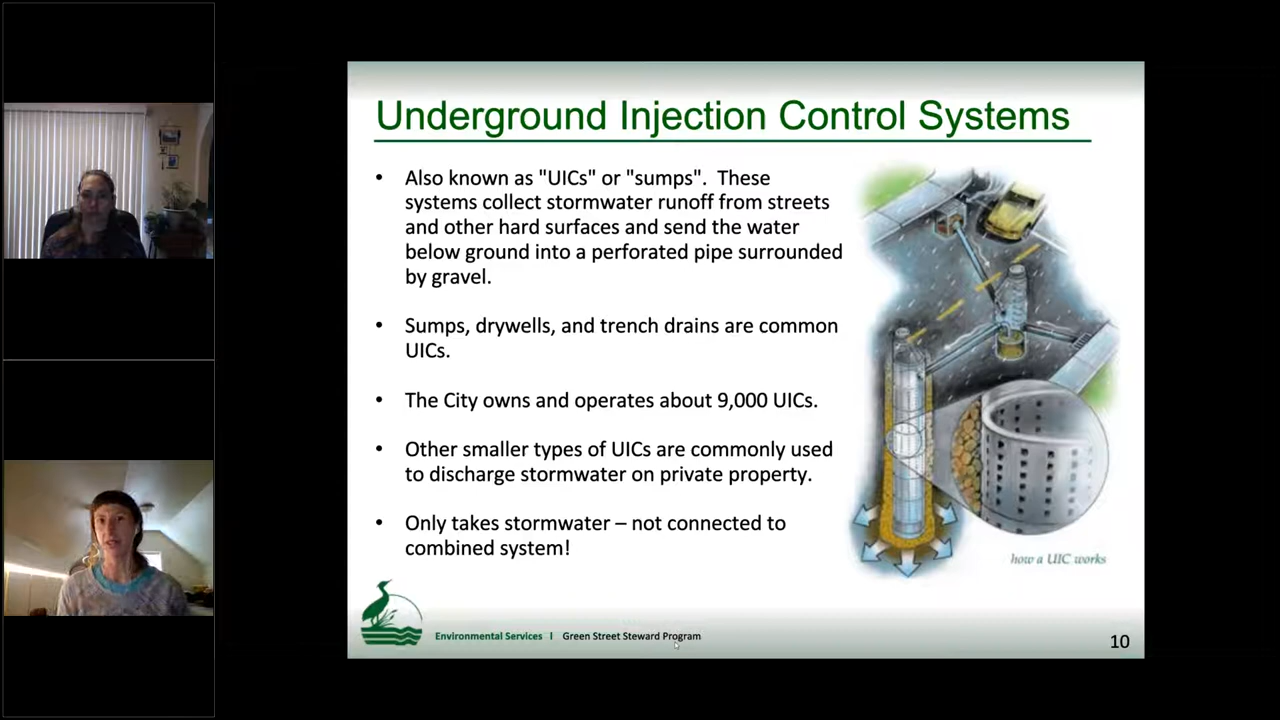 Underground Injection Control Systems
• Also known as "UICs" or "sumps". These
systems collect stormwater runoff from streets
and other hard surfaces and send the water
below ground into a perforated pipe surrounded
by gravel.
• Sumps, drywells, and trench drains are common
UICs.
• The City owns and operates about 9,000 UICs.
• Other smaller types of UICs are commonly used
to discharge stormwater on private property.
• Only takes stormwater – not connected to
combined system!
how a UIC works
Environmental Services | Green Street Steward Program
10